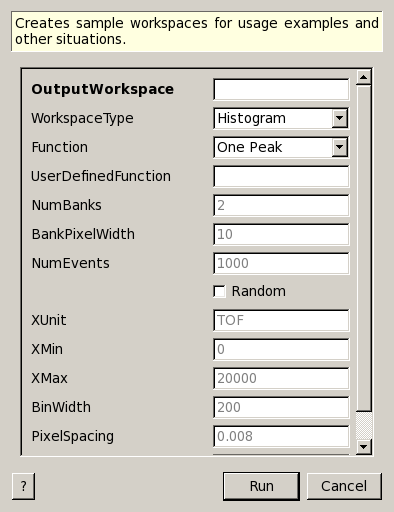 Creates sample workspaces for usage examples and
other situations.
OutputWorkspace
WorkspaceType Histogram
Function One Peak
UserDefinedFunction
NumBanks 2
BankPixelWidth 10
NumEvents 1000
Random
XUnit TOF
XMin 0
XMax 20000
BinWidth 200
PixelSpacing 0.008
? Run Cancel